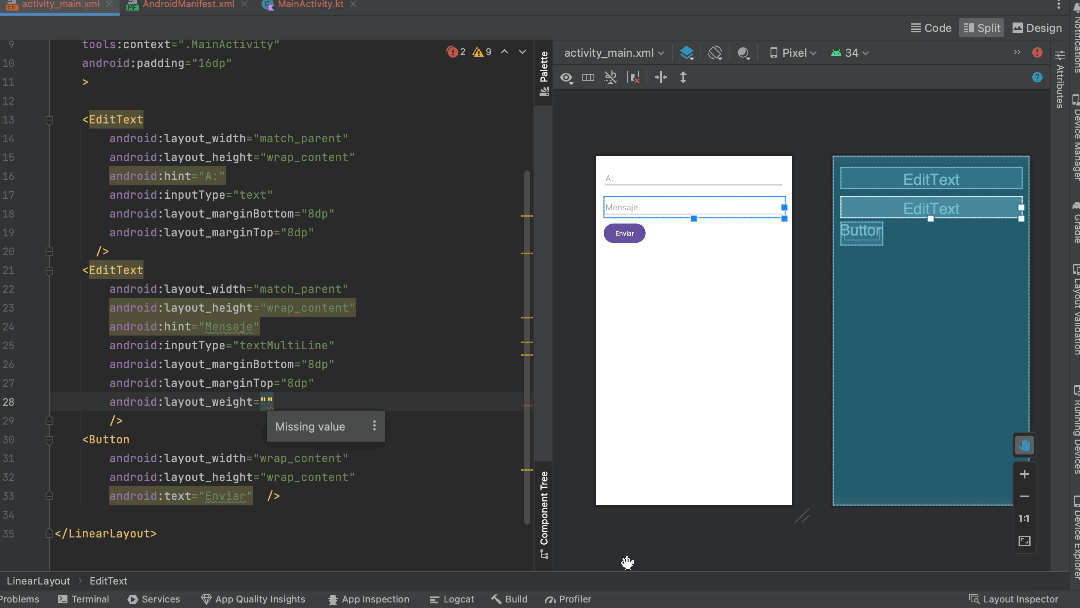 activity_main.xml AndroidManifest.xml MainActivity.kt
Code Split Design
9 tools:context=".MainActivity" 2 9
10 android:padding="16dp"
11 >
12
13 <EditText
14 android:layout_width="match_parent"
15 android:layout_height="wrap_content"
16 android:hint="A:"
17 android:inputType="text"
18 android:layout_marginBottom="8dp"
19 android:layout_marginTop="8dp"
20 />
21 <EditText
22 android:layout_width="match_parent"
23 android:layout_height="wrap_content"
24 android:hint="Mensaje"
25 android:inputType="textMultiLine"
26 android:layout_marginBottom="8dp"
27 android:layout_marginTop="8dp"
28 android:layout_weight=""
29 />
Missing value
30 <Button
31 android:layout_width="wrap_content"
32 android:layout_height="wrap_content"
33 android:text="Enviar" />
34
35 </LinearLayout>
Palette
Component Tree
activity_main.xml Pixel 34
A:
Mensaje
Enviar
EditText
EditText
Button
1:1
Notifications
Attributes
Device Manager
Gradle
Layout Validation
Running Devices
Device Explorer
LinearLayout EditText
Problems Terminal Services App Quality Insights App Inspection Logcat Build Profiler Layout Inspector